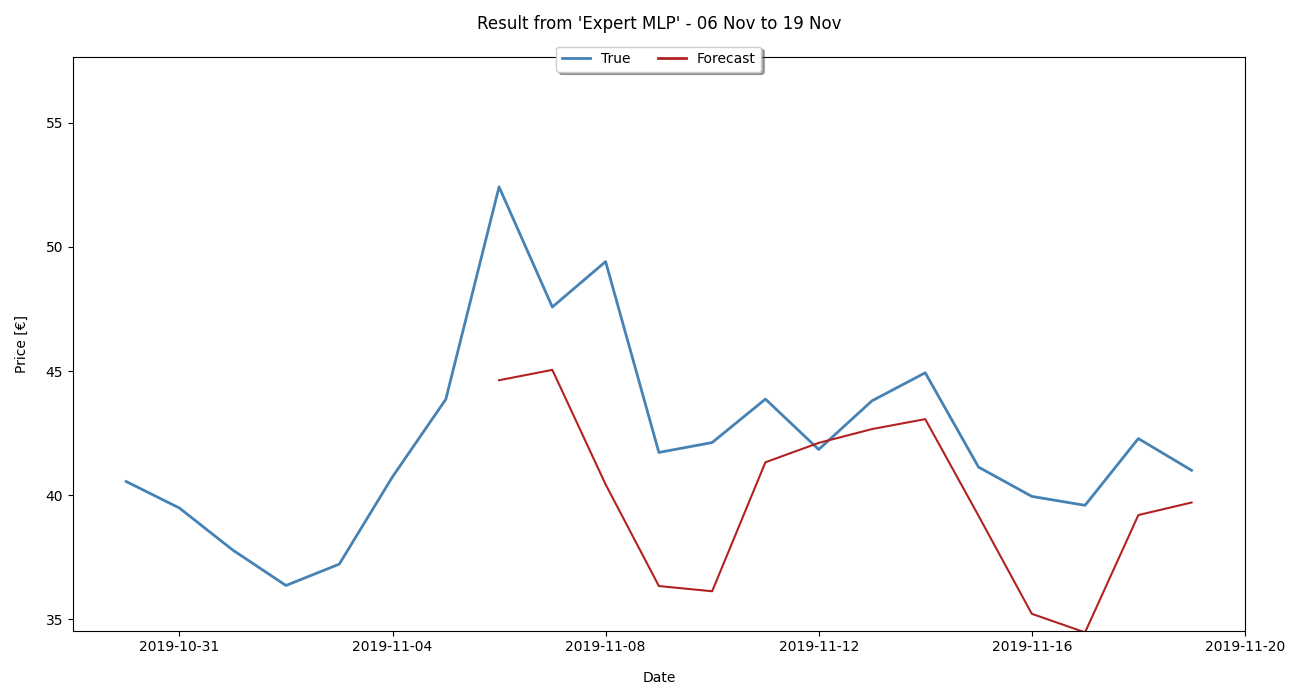 Result from 'Expert MLP' - 06 Nov to 19 Nov
True Forecast
55
50
45
40
35
Price [€]
2019-10-31 2019-11-04 2019-11-08 2019-11-12 2019-11-16 2019-11-20
Date